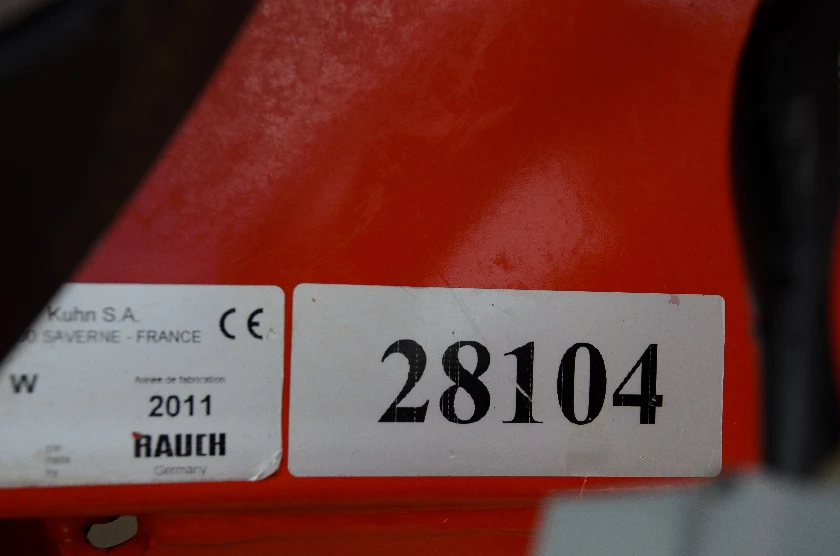 Kuhn S.A.
SAVERNE - FRANCE
CE
W
Année de fabrication
2011
RAUCH
Germany
28104